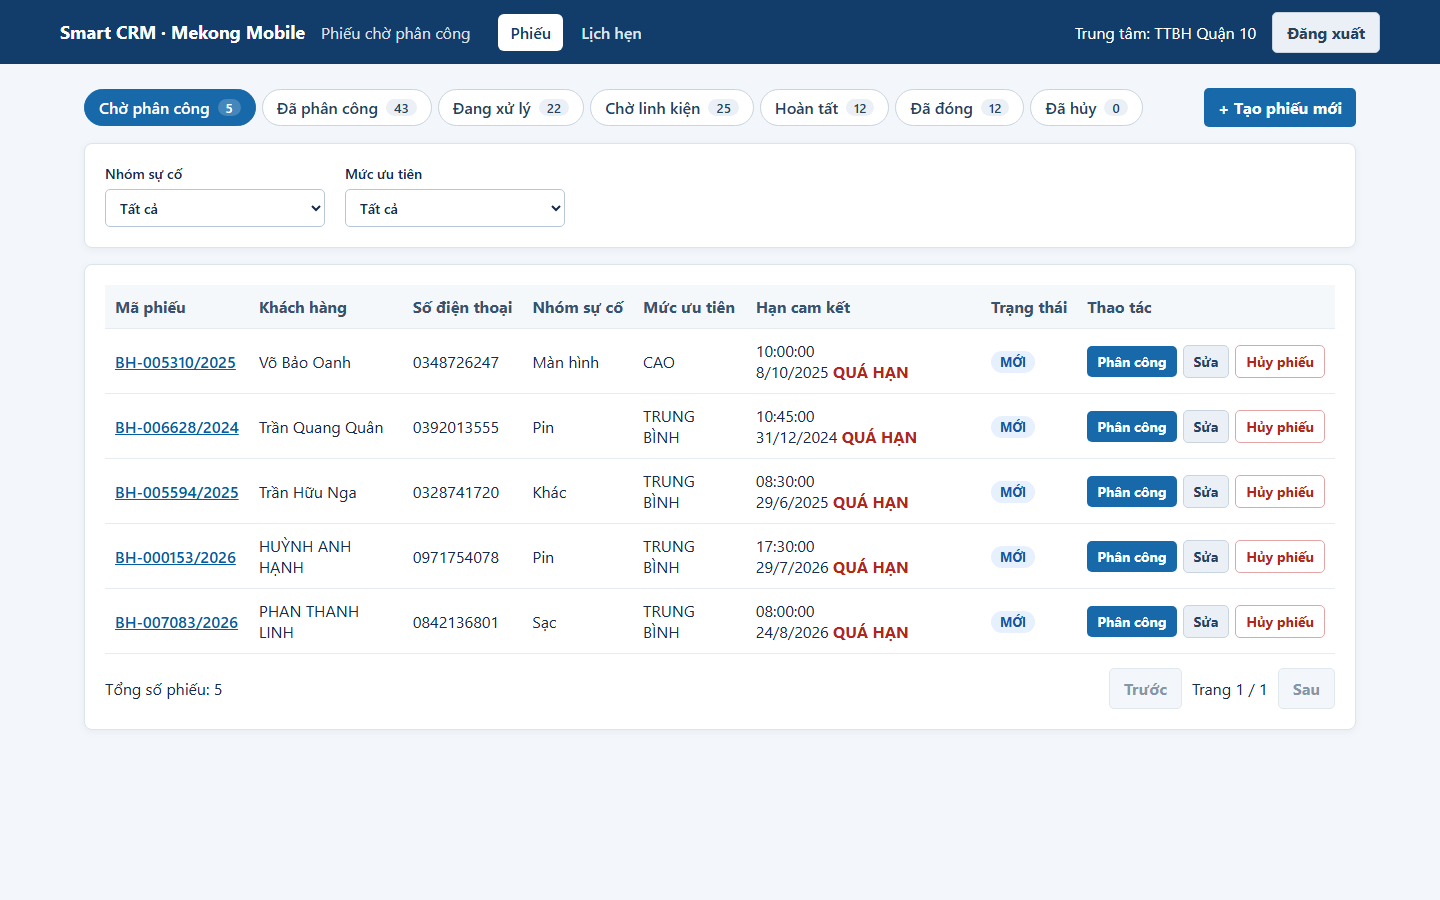 Smart CRM · Mekong Mobile Phiếu chờ phân công Phiếu Lịch hẹn Trung tâm: TTBH Quận 10 Đăng xuất
Chờ phân công 5 Đã phân công 43 Đang xử lý 22 Chờ linh kiện 25 Hoàn tất 12 Đã đóng 12 Đã hủy 0 + Tạo phiếu mới
Nhóm sự cố Mức ưu tiên
Tất cả Tất cả
Mã phiếu Khách hàng Số điện thoại Nhóm sự cố Mức ưu tiên Hạn cam kết Trạng thái Thao tác
BH-005310/2025 Võ Bảo Oanh 0348726247 Màn hình CAO 10:00:00
8/10/2025 QUÁ HẠN MỚI Phân công Sửa Hủy phiếu
BH-006628/2024 Trần Quang Quân 0392013555 Pin TRUNG
BÌNH 10:45:00
31/12/2024 QUÁ HẠN MỚI Phân công Sửa Hủy phiếu
BH-005594/2025 Trần Hữu Nga 0328741720 Khác TRUNG
BÌNH 08:30:00
29/6/2025 QUÁ HẠN MỚI Phân công Sửa Hủy phiếu
BH-000153/2026 HUỲNH ANH
HẠNH 0971754078 Pin TRUNG
BÌNH 17:30:00
29/7/2026 QUÁ HẠN MỚI Phân công Sửa Hủy phiếu
BH-007083/2026 PHAN THANH
LINH 0842136801 Sạc TRUNG
BÌNH 08:00:00
24/8/2026 QUÁ HẠN MỚI Phân công Sửa Hủy phiếu
Tổng số phiếu: 5 Trước Trang 1 / 1 Sau